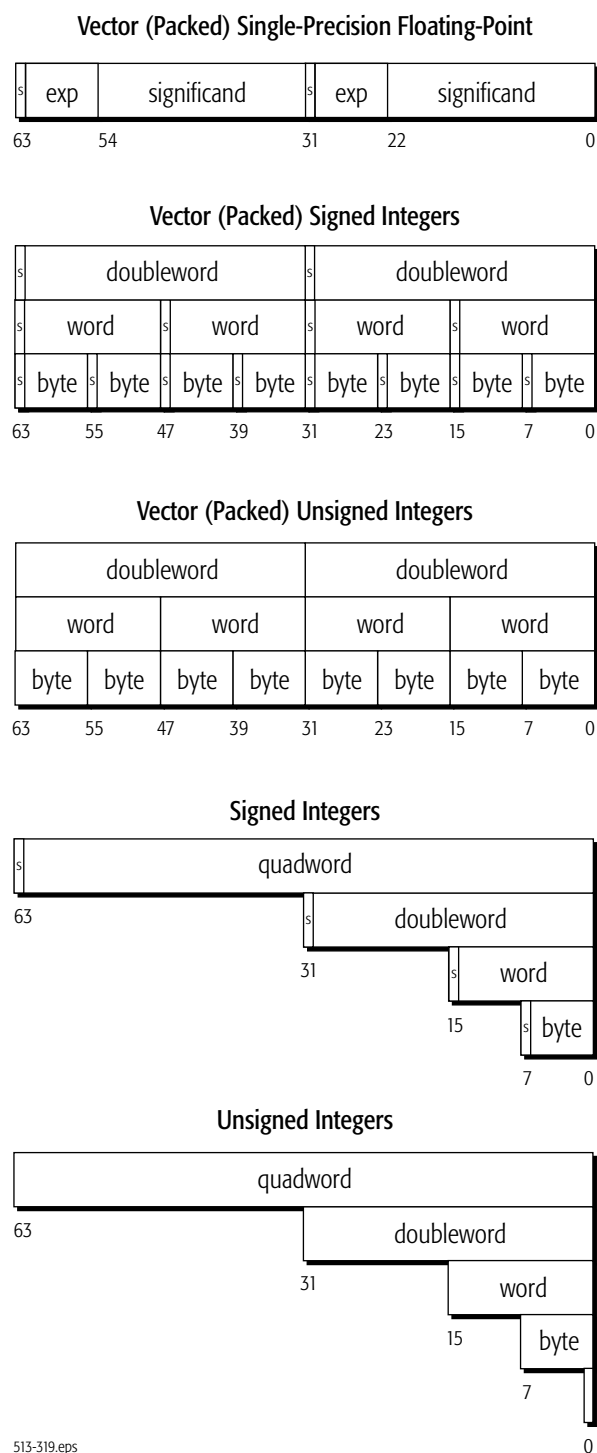 Vector (Packed) Single-Precision Floating-Point
s exp significand s exp significand
63 54 31 22 0
Vector (Packed) Signed Integers
s doubleword s doubleword
s word s word s word s word
s byte s byte s byte s byte s byte s byte s byte s byte
63 55 47 39 31 23 15 7 0
Vector (Packed) Unsigned Integers
doubleword doubleword
word word word word
byte byte byte byte byte byte byte byte
63 55 47 39 31 23 15 7 0
Signed Integers
s quadword
63 s doubleword
31 s word
15 s byte
7 0
Unsigned Integers
quadword
63 doubleword
31 word
15 byte
7
513-319.eps 0